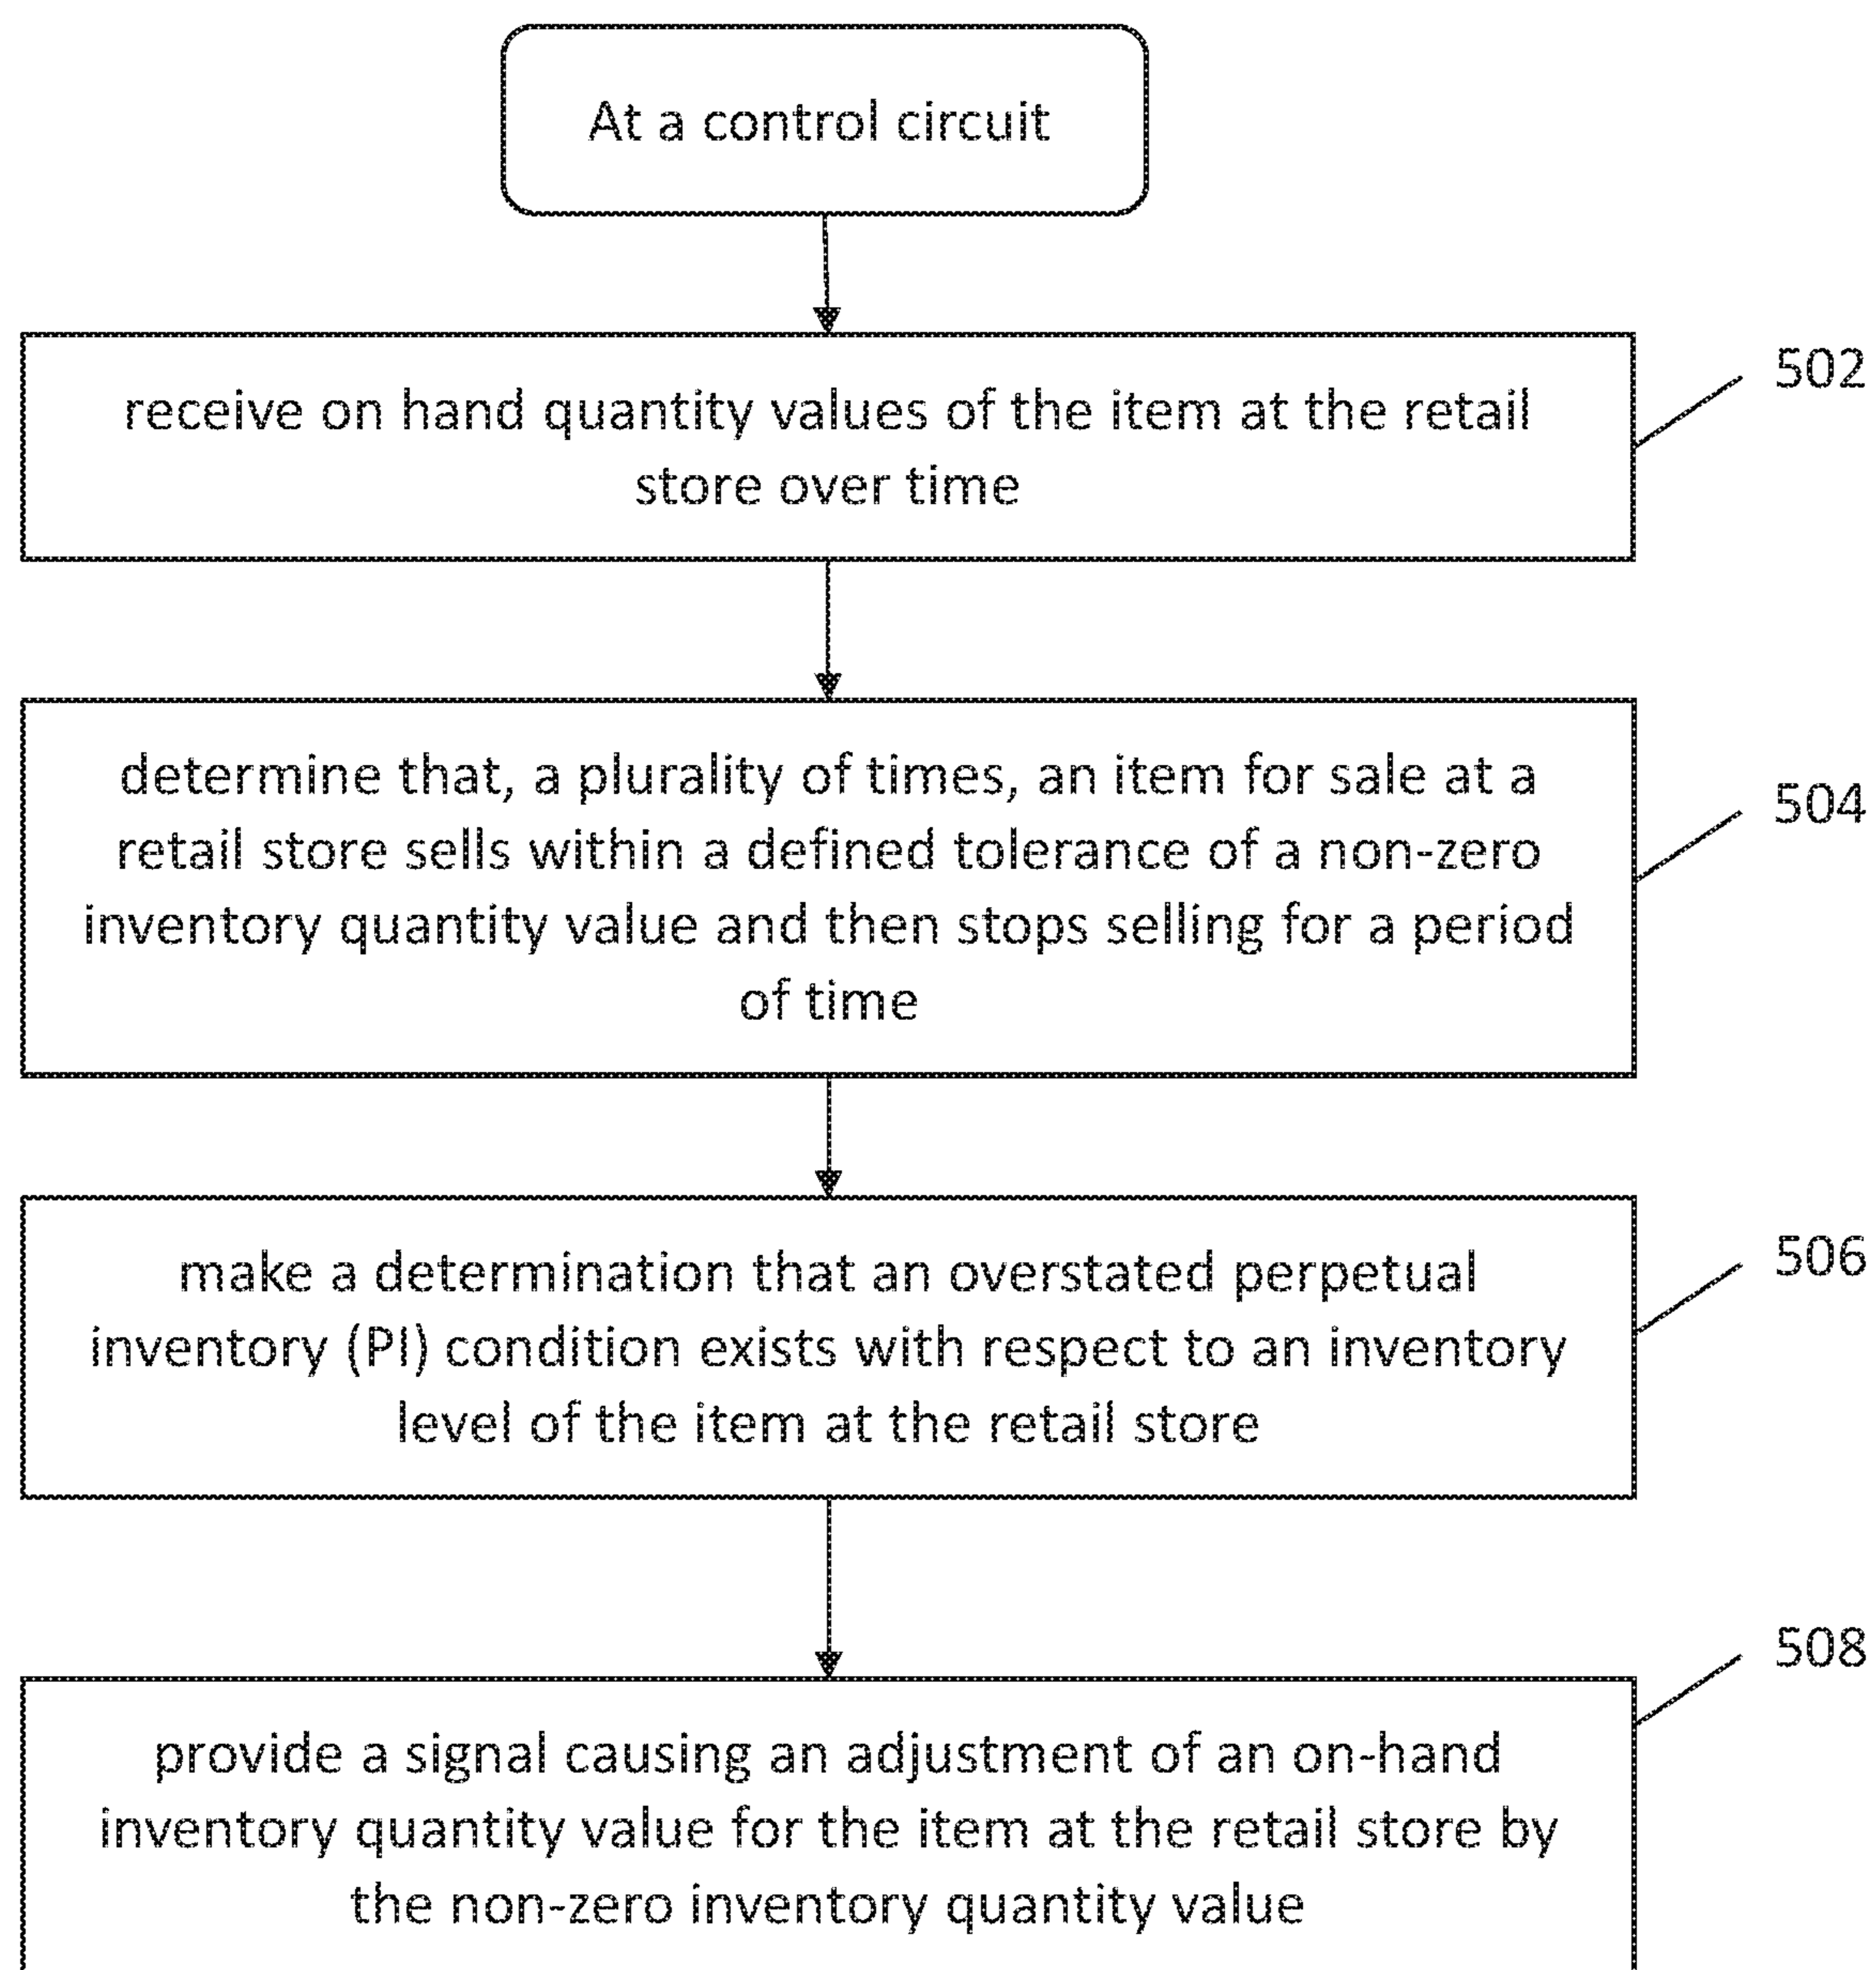 At a control circuit
receive on hand quantity values of the item at the retail
store over time
502
determine that, a plurality of times, an item for sale at a
retail store sells within a defined tolerance of a non-zero
inventory quantity value and then stops selling for a period
of time
504
make a determination that an overstated perpetual
inventory (PI) condition exists with respect to an inventory
level of the item at the retail store
506
provide a signal causing an adjustment of an on-hand
inventory quantity value for the item at the retail store by
the non-zero inventory quantity value
508